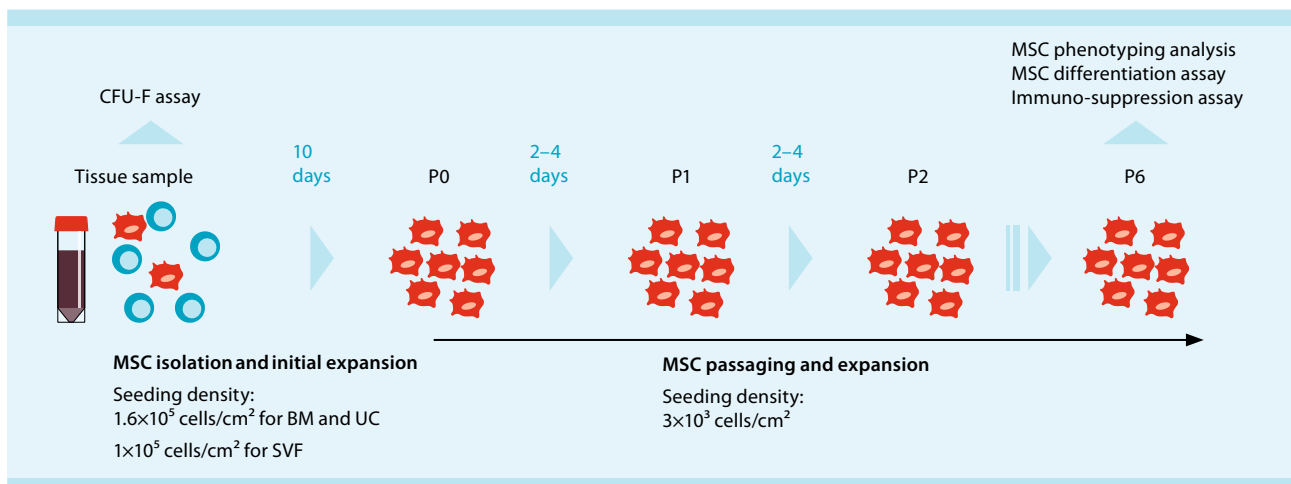 MSC phenotyping analysis
MSC differentiation assay
Immuno-suppression assay
CFU-F assay
10 days
2–4 days
2–4 days
Tissue sample
P0
P1
P2
P6
MSC isolation and initial expansion
Seeding density:
1.6×10⁵ cells/cm² for BM and UC
1×10⁵ cells/cm² for SVF
MSC passaging and expansion
Seeding density:
3×10³ cells/cm²